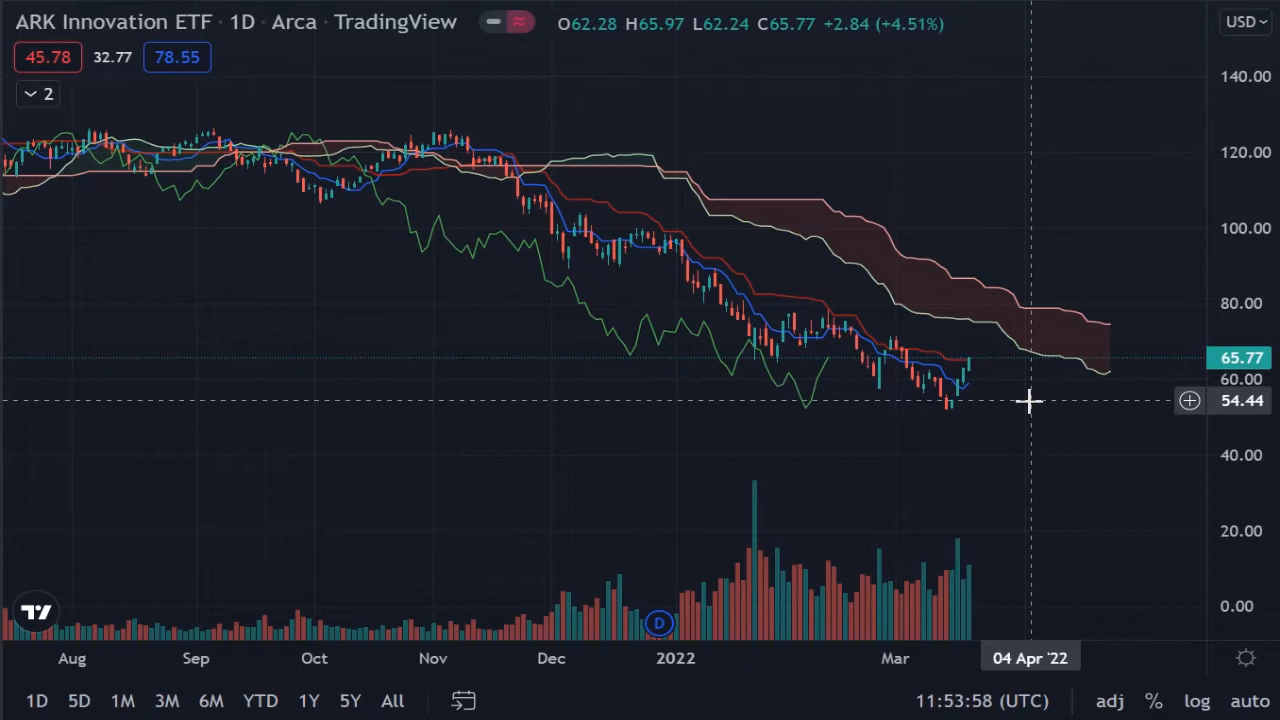 ARK Innovation ETF · 1D · Arca · TradingView O62.28 H65.97 L62.24 C65.77 +2.84 (+4.51%) USD
45.78 32.77 78.55
2
140.00
120.00
100.00
80.00
65.77
60.00
54.44
40.00
20.00
0.00
D
Aug Sep Oct Nov Dec 2022 Mar 04 Apr '22
1D 5D 1M 3M 6M YTD 1Y 5Y All 11:53:58 (UTC) adj % log auto